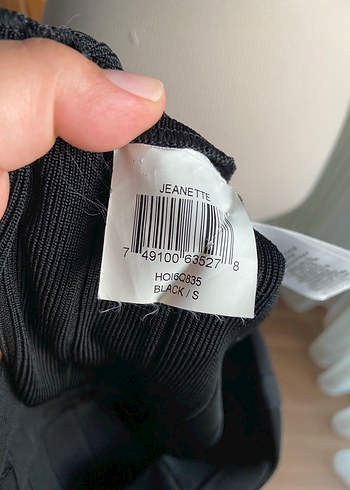 JEANETTE
7 49100 63527 8
HOI6Q835
BLACK / S